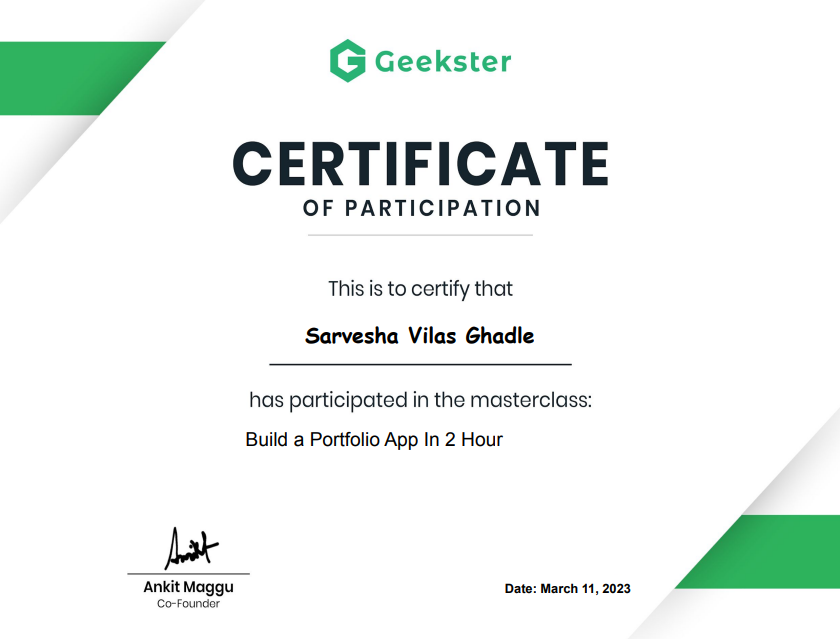 Geekster
CERTIFICATE
OF PARTICIPATION
This is to certify that
Sarvesha Vilas Ghadle
has participated in the masterclass:
Build a Portfolio App In 2 Hour
Ankit Maggu
Co-Founder
Date: March 11, 2023